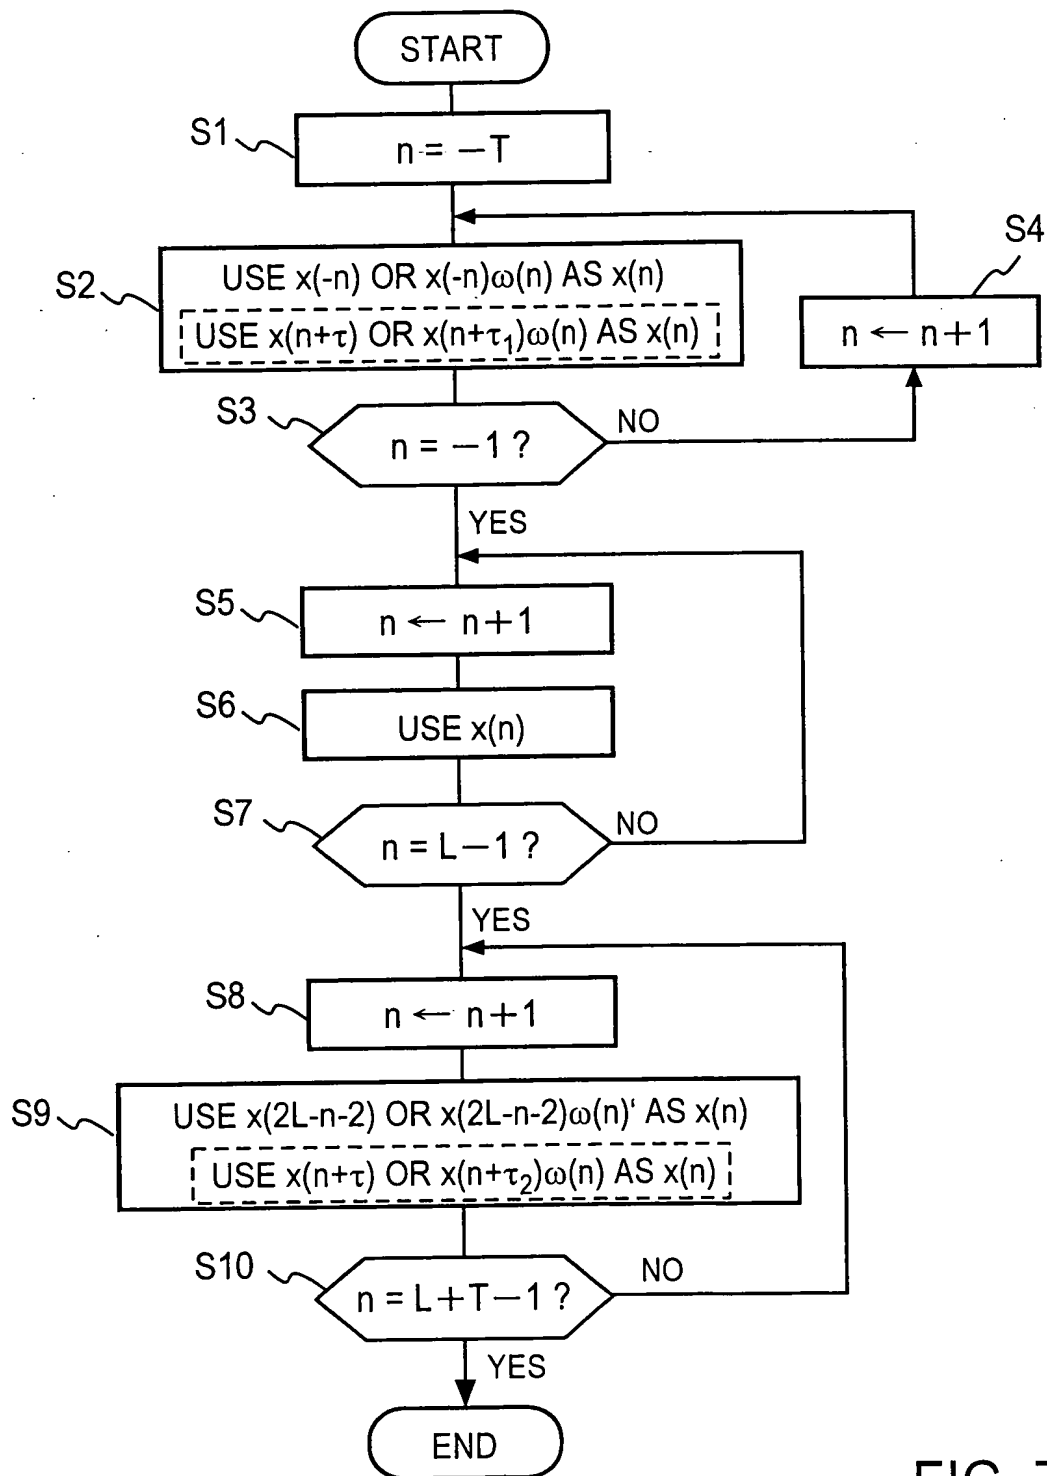 START
S1
n = −T
S4
S2
USE x(-n) OR x(-n)ω(n) AS x(n)
USE x(n+τ) OR x(n+τ₁)ω(n) AS x(n)
n ← n+1
S3
n = −1 ?
NO
YES
S5
n ← n+1
S6
USE x(n)
S7
n = L−1 ?
NO
YES
S8
n ← n+1
S9
USE x(2L-n-2) OR x(2L-n-2)ω(n)‘ AS x(n)
USE x(n+τ) OR x(n+τ₂)ω(n) AS x(n)
S10
n = L+T−1 ?
NO
YES
END
FIG.